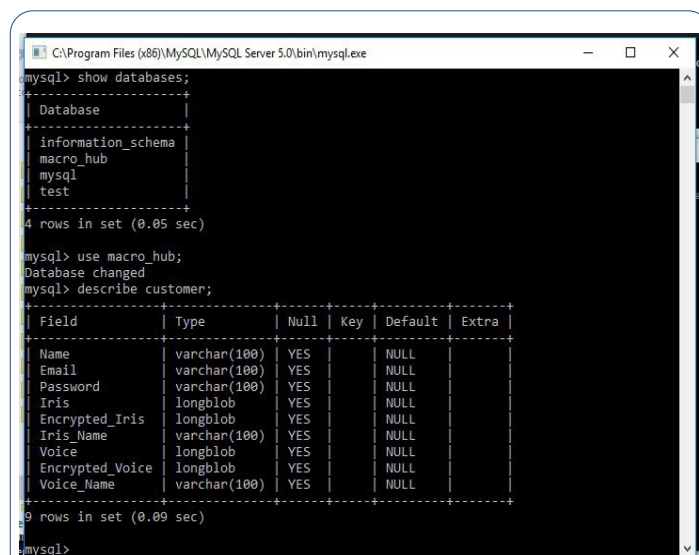 C:\Program Files (x86)\MySQL\MySQL Server 5.0\bin\mysql.exe
mysql> show databases;
+--------------------+
| Database           |
+--------------------+
| information_schema |
| macro_hub          |
| mysql              |
| test               |
+--------------------+
4 rows in set (0.05 sec)
mysql> use macro_hub;
Database changed
mysql> describe customer;
+-----------------+--------------+------+-----+---------+-------+
| Field           | Type         | Null | Key | Default | Extra |
+-----------------+--------------+------+-----+---------+-------+
| Name            | varchar(100) | YES  |     | NULL    |       |
| Email           | varchar(100) | YES  |     | NULL    |       |
| Password        | varchar(100) | YES  |     | NULL    |       |
| Iris            | longblob     | YES  |     | NULL    |       |
| Encrypted_Iris  | longblob     | YES  |     | NULL    |       |
| Iris_Name       | varchar(100) | YES  |     | NULL    |       |
| Voice           | longblob     | YES  |     | NULL    |       |
| Encrypted_Voice | longblob     | YES  |     | NULL    |       |
| Voice_Name      | varchar(100) | YES  |     | NULL    |       |
+-----------------+--------------+------+-----+---------+-------+
9 rows in set (0.09 sec)
mysql>